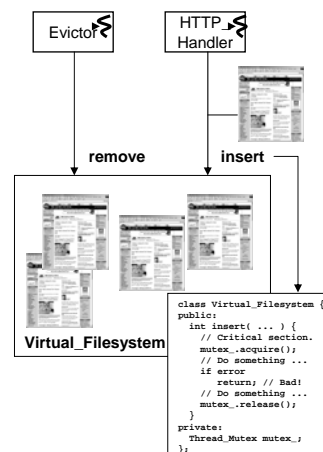 Evictor
HTTP
Handler
remove
insert
Virtual_Filesystem
class Virtual_Filesystem {
public:
int insert( ... ) {
// Critical section.
mutex_.acquire();
// Do something ...
if error
return; // Bad!
// Do something ...
mutex_.release();
}
private:
Thread_Mutex mutex_;
};